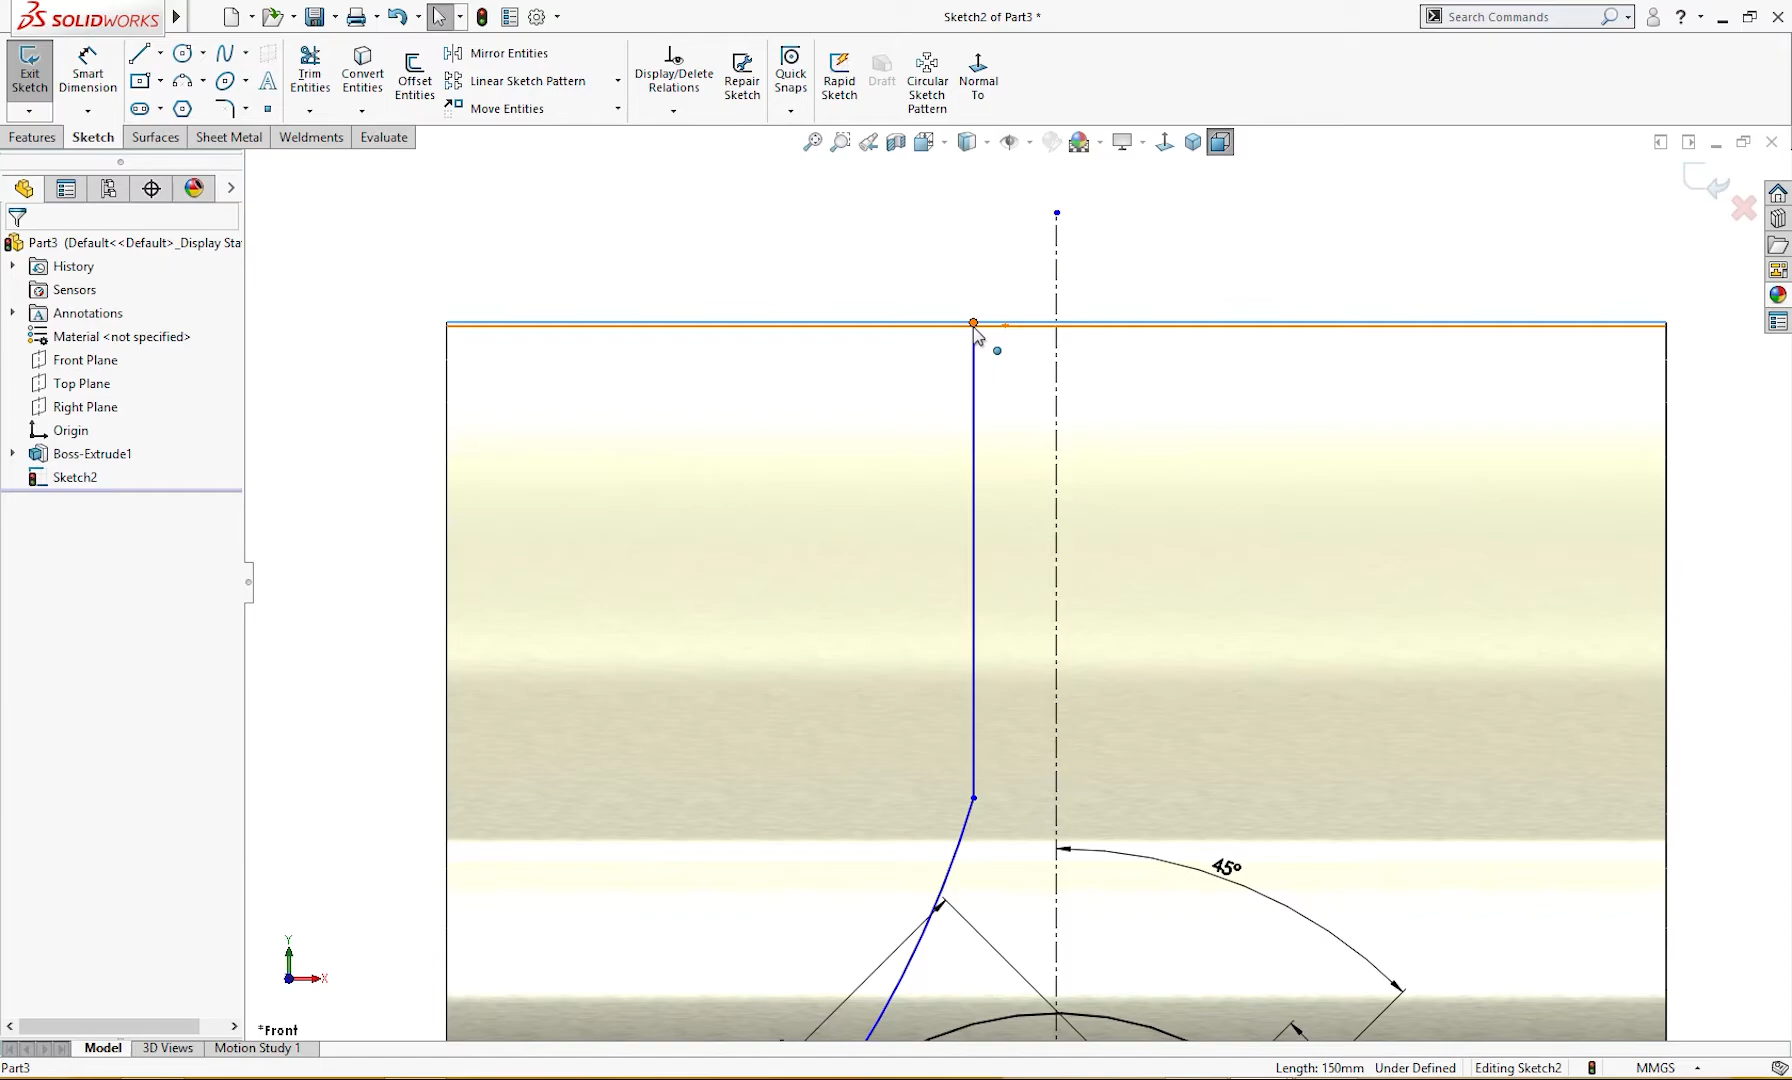 SOLIDWORKS
Sketch2 of Part3 *
Search Commands
Exit Sketch
Smart Dimension
Trim Entities
Convert Entities
Offset Entities
Mirror Entities
Linear Sketch Pattern
Move Entities
Display/Delete Relations
Repair Sketch
Quick Snaps
Rapid Sketch
Draft
Circular Sketch Pattern
Normal To
Features
Sketch
Surfaces
Sheet Metal
Weldments
Evaluate
Part3 (Default<<Default>_Display Sta
History
Sensors
Annotations
Material <not specified>
Front Plane
Top Plane
Right Plane
Origin
Boss-Extrude1
Sketch2
45°
Y
X
*Front
Model
3D Views
Motion Study 1
Part3
Length: 150mm
Under Defined
Editing Sketch2
MMGS